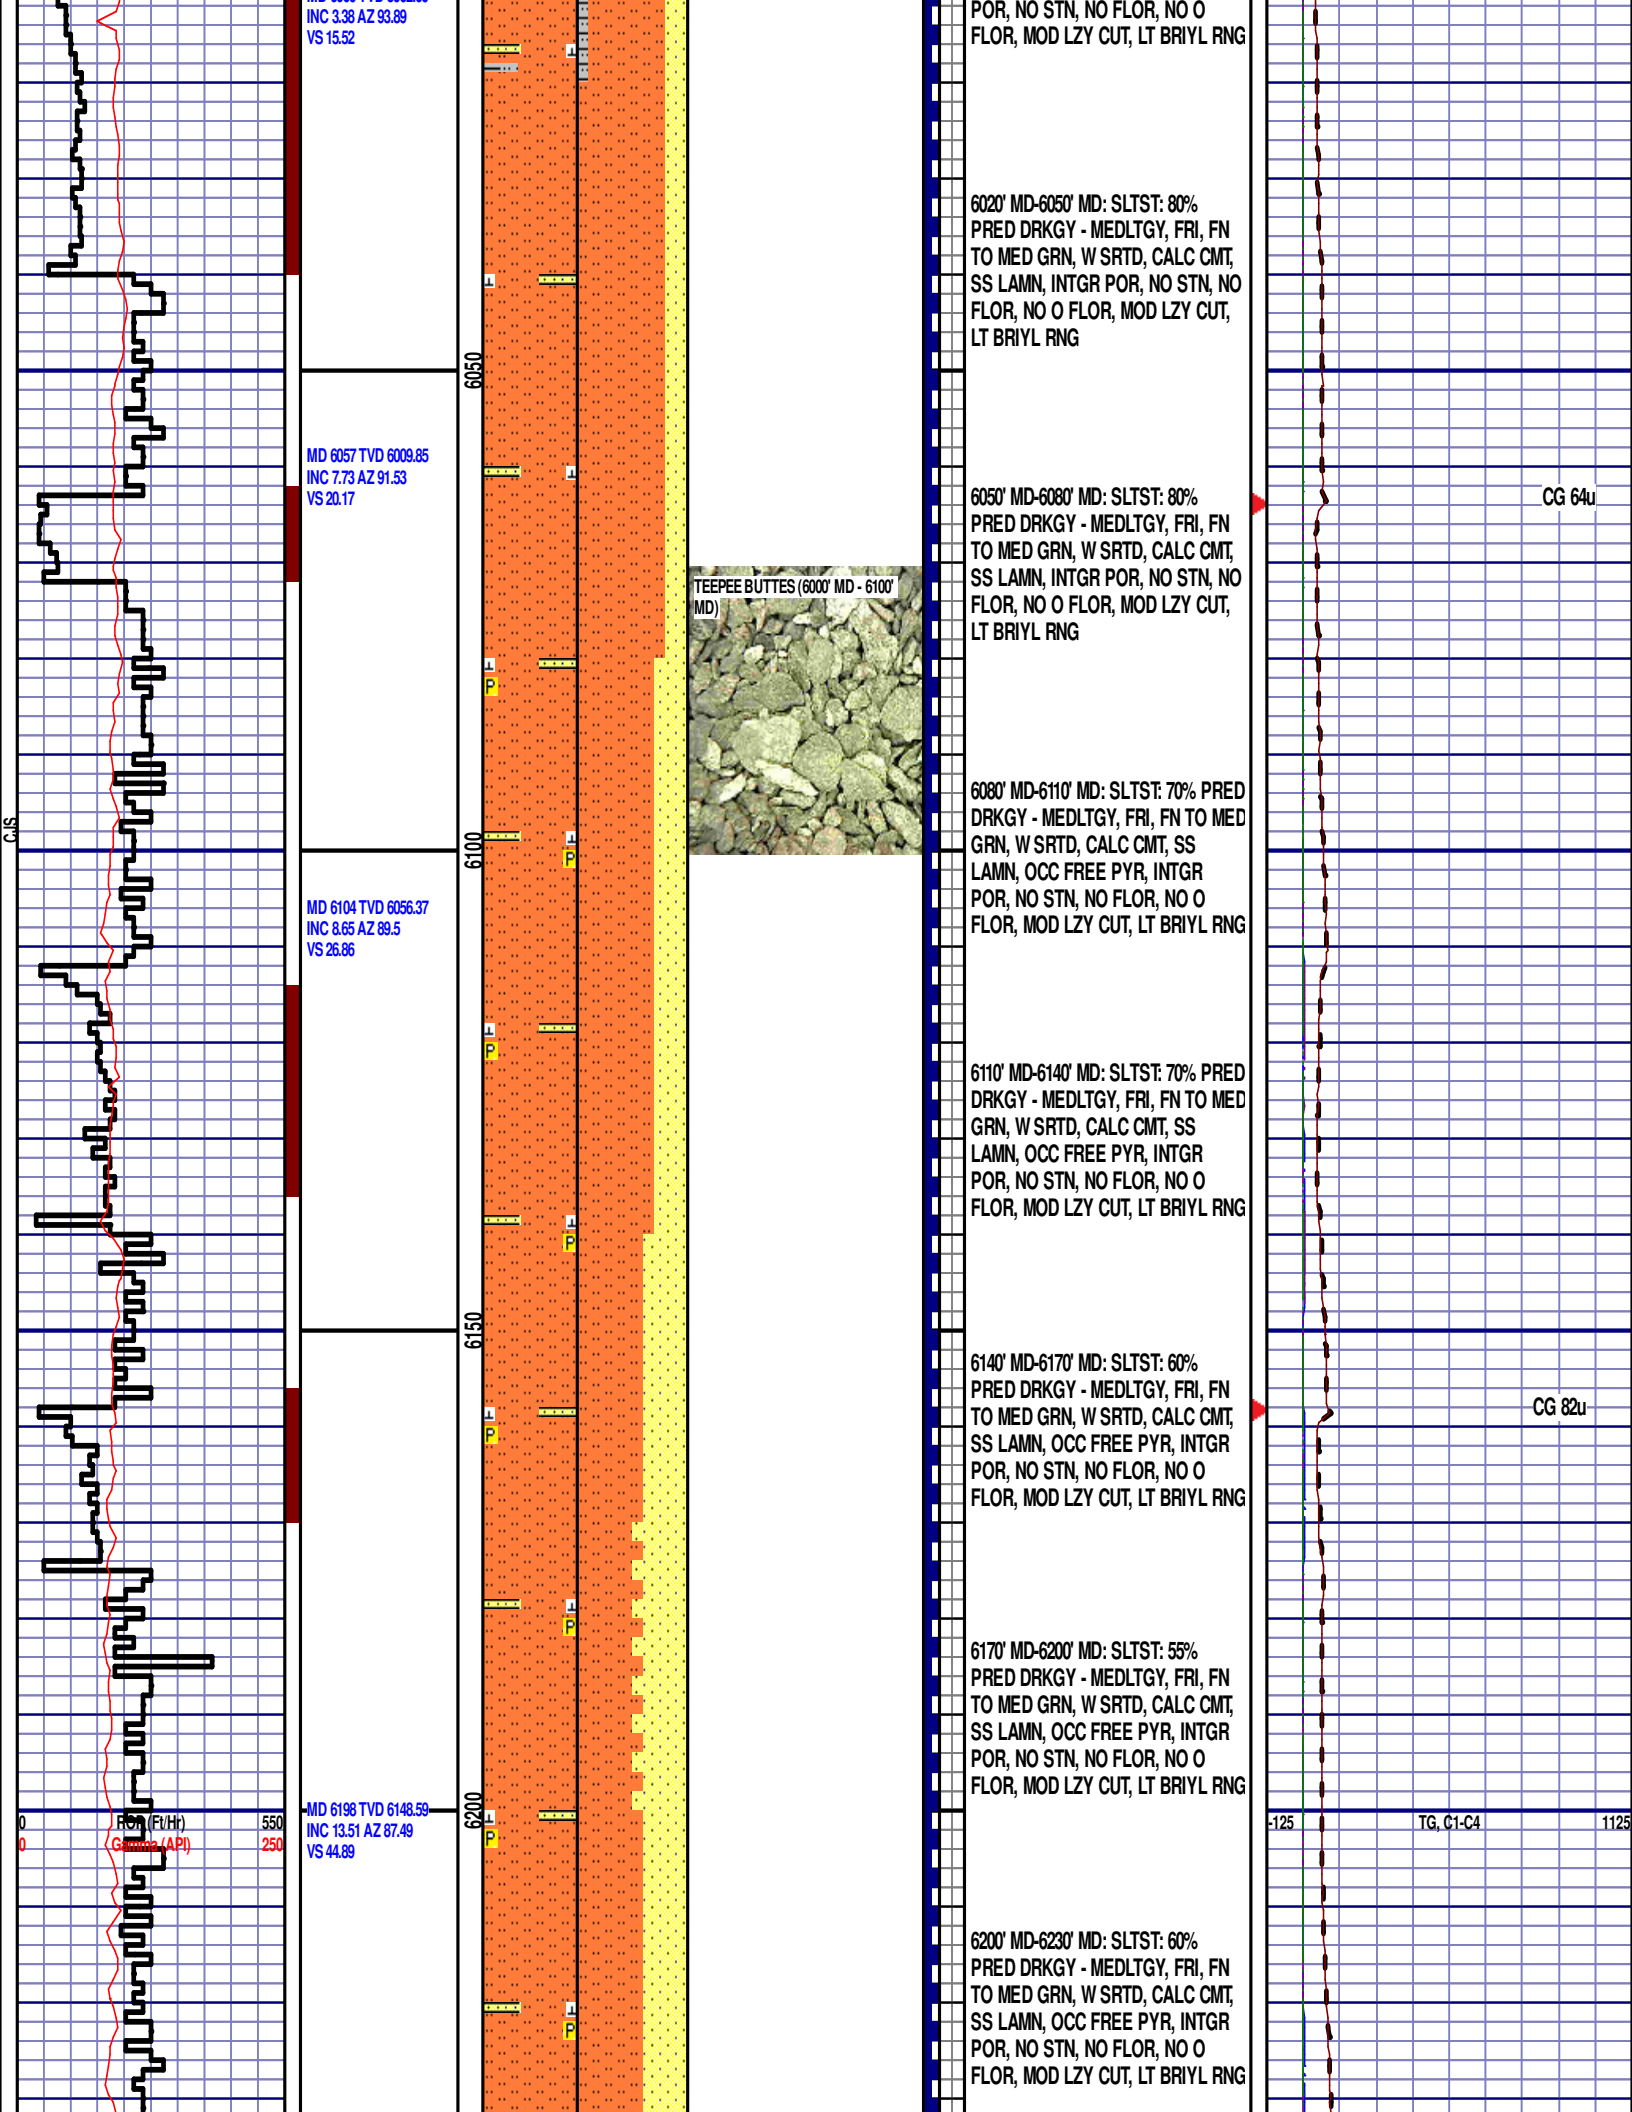 INC 3.38 AZ 93.89
VS 15.52
POR, NO STN, NO FLOR, NO O
FLOR, MOD LZY CUT, LT BRIYL RNG
6020' MD-6050' MD: SLTST: 80%
PRED DRKGY - MEDLTGY, FRI, FN
TO MED GRN, W SRTD, CALC CMT,
SS LAMN, INTGR POR, NO STN, NO
FLOR, NO O FLOR, MOD LZY CUT,
LT BRIYL RNG
6050
MD 6057 TVD 6009.85
INC 7.73 AZ 91.53
VS 20.17
6050' MD-6080' MD: SLTST: 80%
PRED DRKGY - MEDLTGY, FRI, FN
TO MED GRN, W SRTD, CALC CMT,
SS LAMN, INTGR POR, NO STN, NO
FLOR, NO O FLOR, MOD LZY CUT,
LT BRIYL RNG
CG 64u
TEEPEE BUTTES (6000' MD - 6100'
MD)
P
6080' MD-6110' MD: SLTST: 70% PRED
DRKGY - MEDLTGY, FRI, FN TO MED
GRN, W SRTD, CALC CMT, SS
LAMN, OCC FREE PYR, INTGR
POR, NO STN, NO FLOR, NO O
FLOR, MOD LZY CUT, LT BRIYL RNG
CJS
6100
P
MD 6104 TVD 6056.37
INC 8.65 AZ 89.5
VS 26.86
P
6110' MD-6140' MD: SLTST: 70% PRED
DRKGY - MEDLTGY, FRI, FN TO MED
GRN, W SRTD, CALC CMT, SS
LAMN, OCC FREE PYR, INTGR
POR, NO STN, NO FLOR, NO O
FLOR, MOD LZY CUT, LT BRIYL RNG
P
6150
6140' MD-6170' MD: SLTST: 60%
PRED DRKGY - MEDLTGY, FRI, FN
TO MED GRN, W SRTD, CALC CMT,
SS LAMN, OCC FREE PYR, INTGR
POR, NO STN, NO FLOR, NO O
FLOR, MOD LZY CUT, LT BRIYL RNG
CG 82u
P
P
6170' MD-6200' MD: SLTST: 55%
PRED DRKGY - MEDLTGY, FRI, FN
TO MED GRN, W SRTD, CALC CMT,
SS LAMN, OCC FREE PYR, INTGR
POR, NO STN, NO FLOR, NO O
FLOR, MOD LZY CUT, LT BRIYL RNG
6200
0 ROP (Ft/Hr) 550
0 Gamma (API) 250
MD 6198 TVD 6148.59
INC 13.51 AZ 87.49
VS 44.89
P
-125 TG, C1-C4 1125
6200' MD-6230' MD: SLTST: 60%
PRED DRKGY - MEDLTGY, FRI, FN
TO MED GRN, W SRTD, CALC CMT,
SS LAMN, OCC FREE PYR, INTGR
POR, NO STN, NO FLOR, NO O
FLOR, MOD LZY CUT, LT BRIYL RNG
P